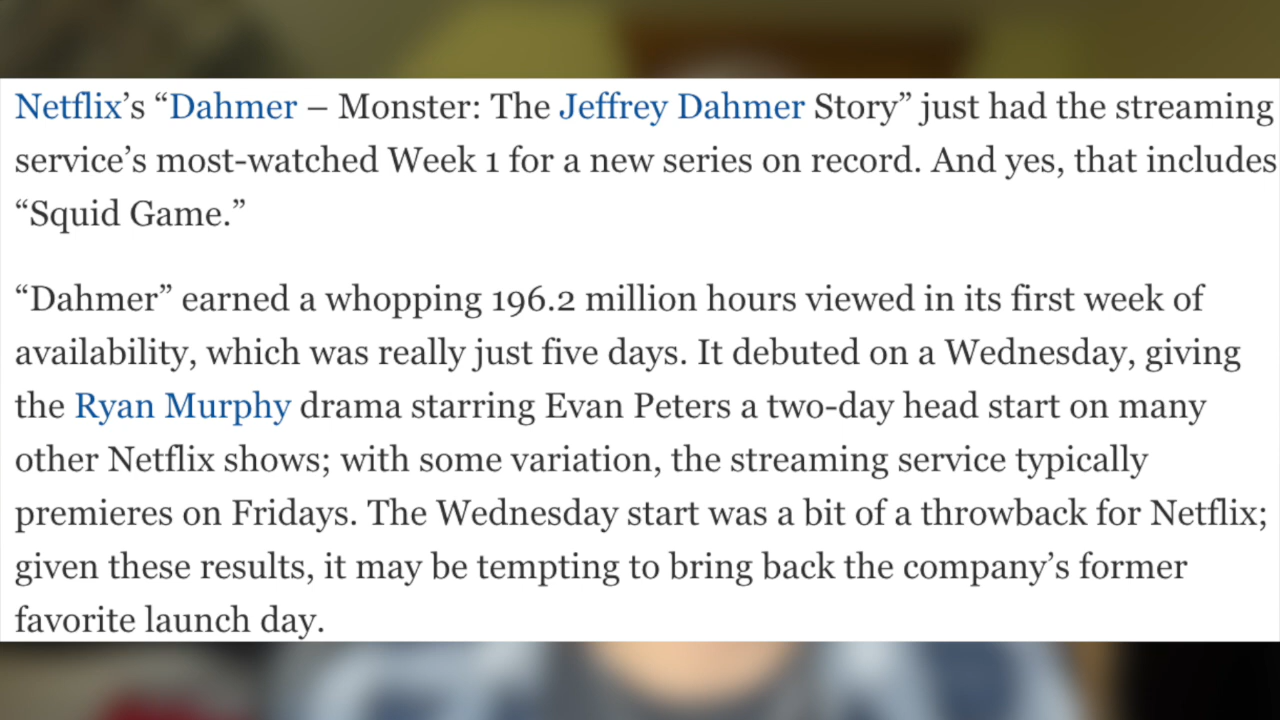 Netflix’s “Dahmer – Monster: The Jeffrey Dahmer Story” just had the streaming
service’s most-watched Week 1 for a new series on record. And yes, that includes
“Squid Game.”
“Dahmer” earned a whopping 196.2 million hours viewed in its first week of
availability, which was really just five days. It debuted on a Wednesday, giving
the Ryan Murphy drama starring Evan Peters a two-day head start on many
other Netflix shows; with some variation, the streaming service typically
premieres on Fridays. The Wednesday start was a bit of a throwback for Netflix;
given these results, it may be tempting to bring back the company’s former
favorite launch day.